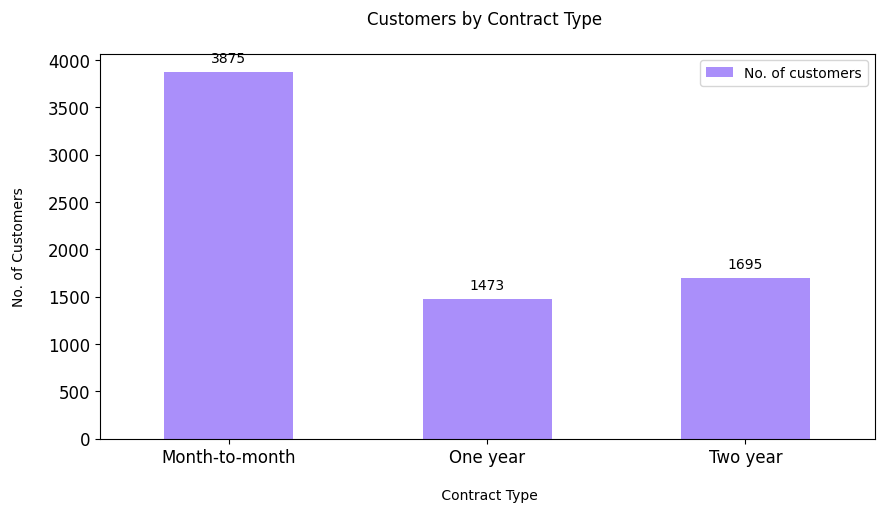 Customers by Contract Type
No. of customers
No. of Customers
4000
3500
3000
2500
2000
1500
1000
500
0
3875
1473
1695
Month-to-month
One year
Two year
Contract Type